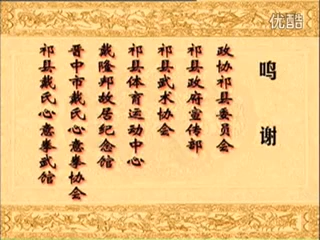 优酷
鸣谢
政协祁县委员会
祁县政府宣传部
祁县武术协会
祁县体育运动中心
戴隆邦故居纪念馆
晋中市戴氏心意拳协会
祁县戴氏心意拳武馆